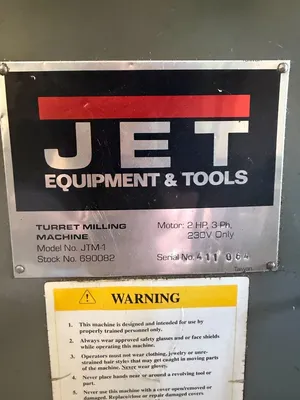 JET
EQUIPMENT & TOOLS
TURRET MILLING
MACHINE
Model No. JTM-1
Stock No. 690082
Motor: 2 HP, 3 Ph,
230V Only
Serial No. 411064
Taiwan
WARNING
1. This machine is designed and intended for use by
properly trained personnel only.
2. Always wear approved safety glasses and or face shields
while operating this machine.
3. Operators must not wear clothing, jewelry or unre-
strained hair styles that may get caught in moving parts
of the machine. Never wear gloves.
4. Never place hands near or around a revolving tool or
part.
5. Never use this machine with a cover open/removed or
damaged. Replace/close or repair damaged covers